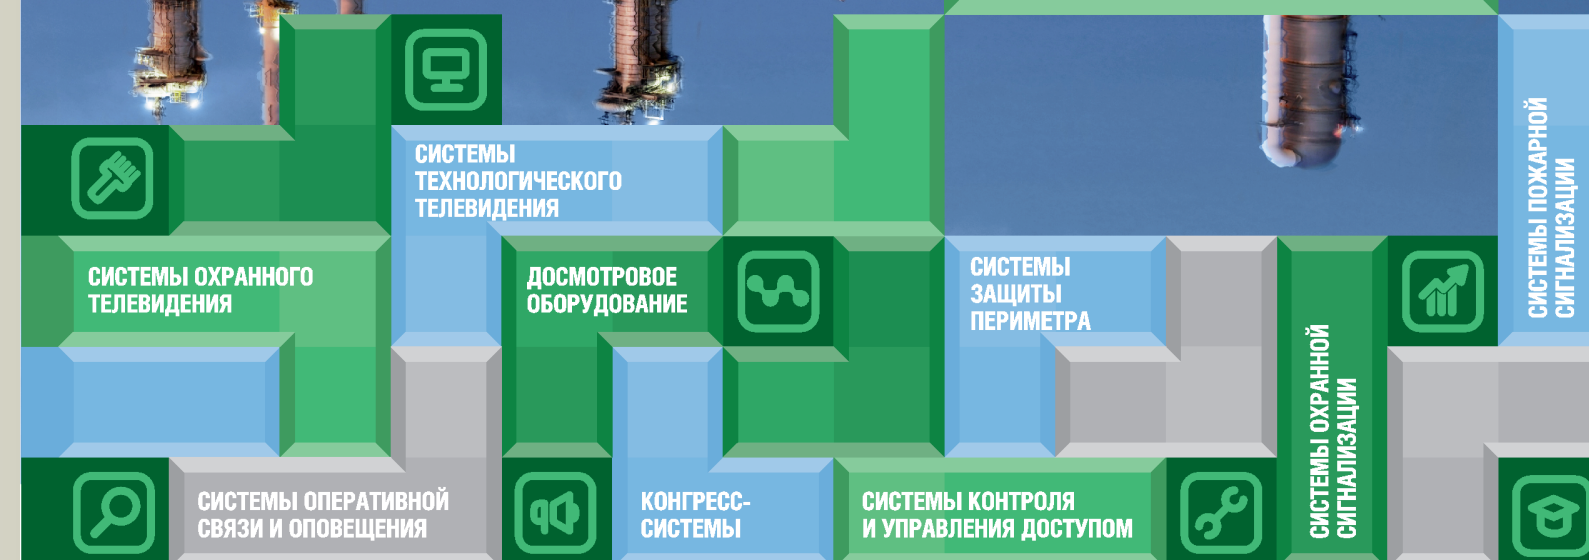 СИСТЕМЫ
ТЕХНОЛОГИЧЕСКОГО
ТЕЛЕВИДЕНИЯ
СИСТЕМЫ ОХРАННОГО
ТЕЛЕВИДЕНИЯ
ДОСМОТРОВОЕ
ОБОРУДОВАНИЕ
СИСТЕМЫ
ЗАЩИТЫ
ПЕРИМЕТРА
СИСТЕМЫ ПОЖАРНОЙ
СИГНАЛИЗАЦИИ
СИСТЕМЫ ОХРАННОЙ
СИГНАЛИЗАЦИИ
СИСТЕМЫ ОПЕРАТИВНОЙ
СВЯЗИ И ОПОВЕЩЕНИЯ
КОНГРЕСС-
СИСТЕМЫ
СИСТЕМЫ КОНТРОЛЯ
И УПРАВЛЕНИЯ ДОСТУПОМ